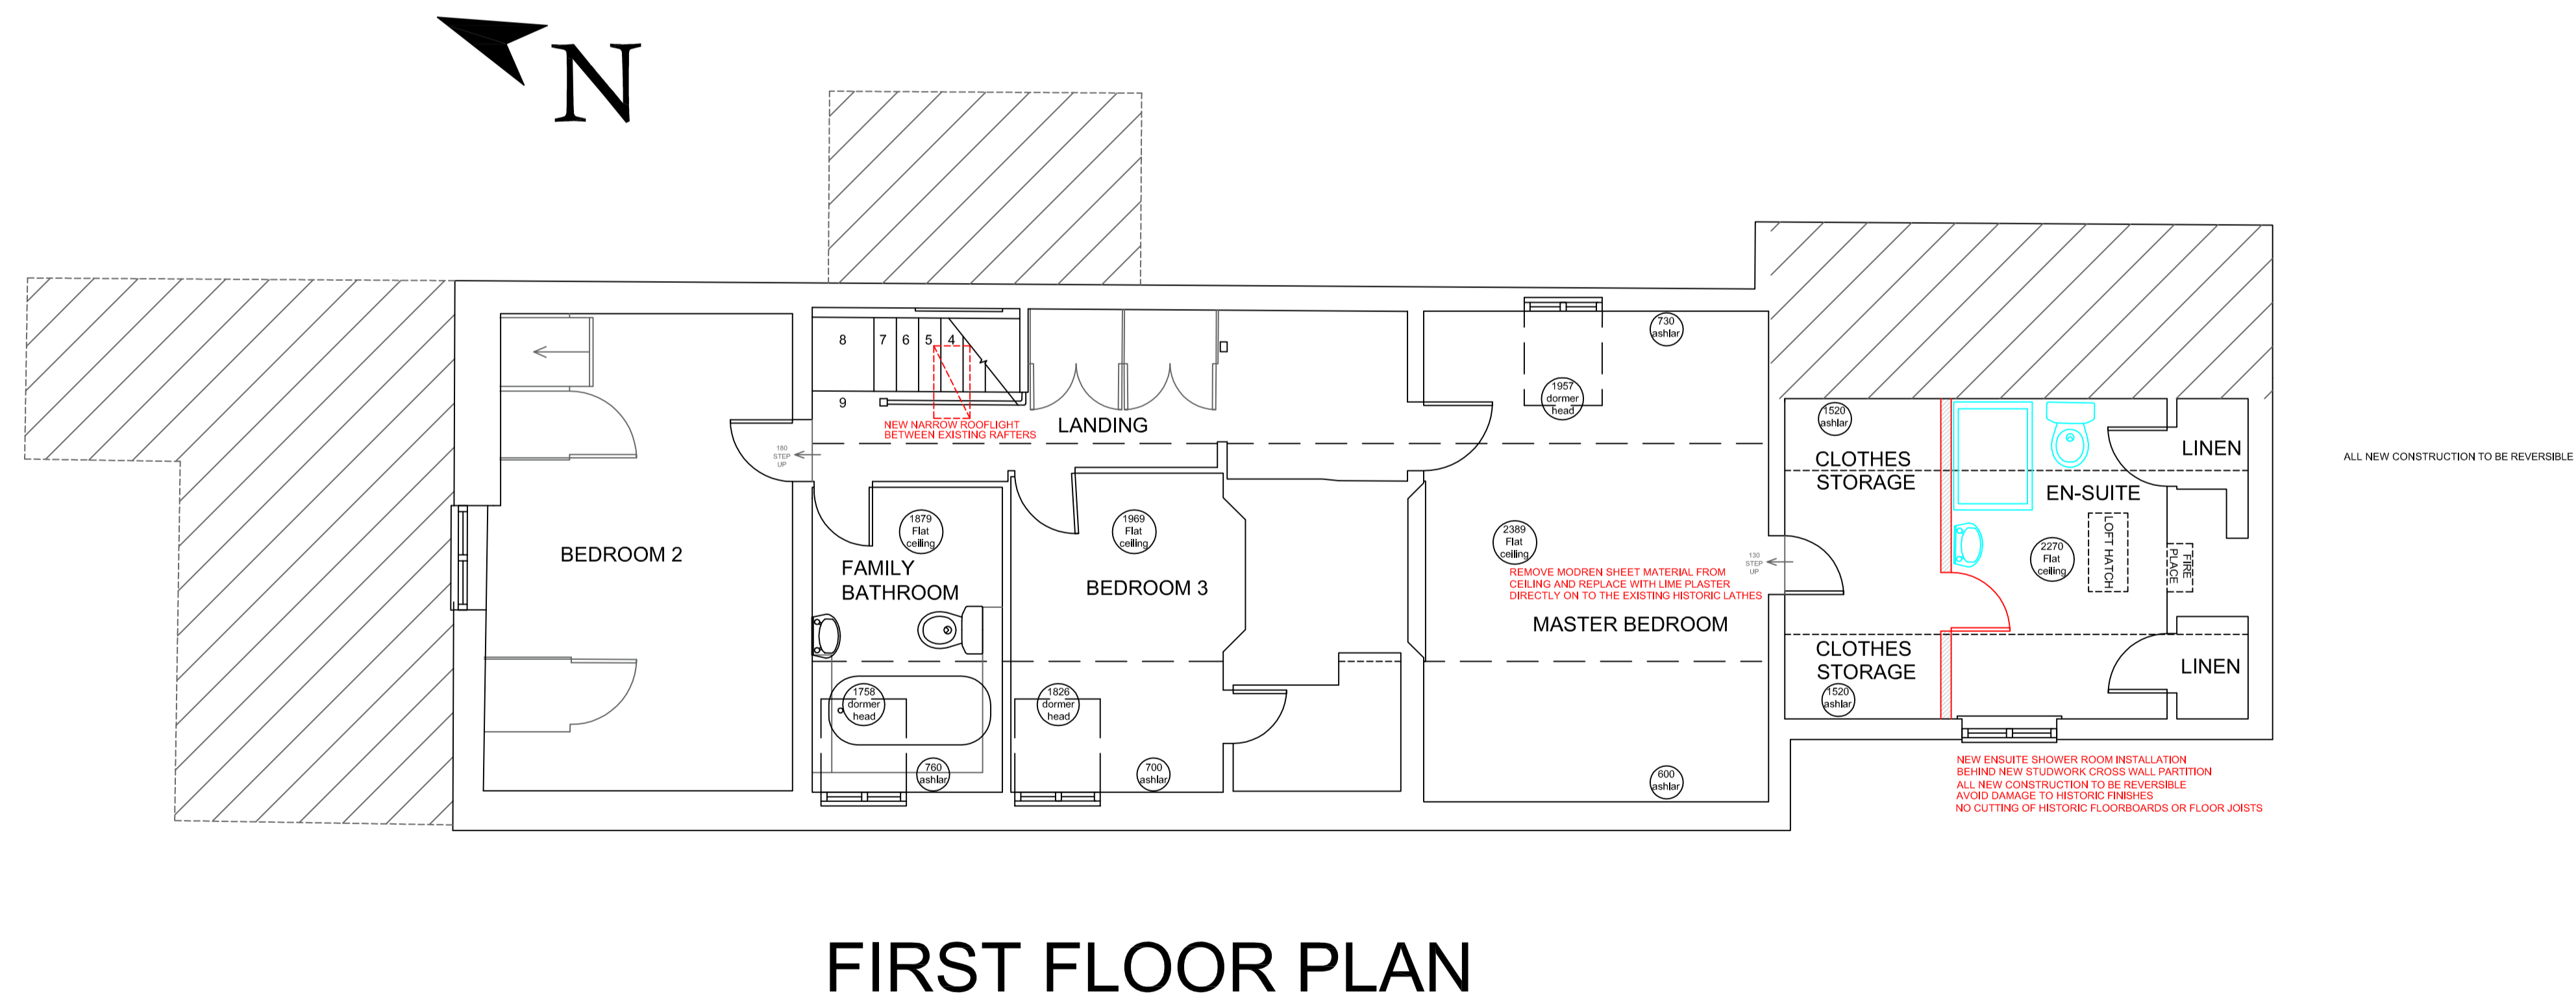 N
730
ashlar
8
7
6
5
4
9
1957
dormer
head
NEW NARROW ROOFLIGHT
BETWEEN EXISTING RAFTERS
LANDING
180
STEP
UP
1520
ashlar
CLOTHES
STORAGE
LINEN
EN-SUITE
ALL NEW CONSTRUCTION TO BE REVERSIBLE
BEDROOM 2
1879
Flat
ceiling
FAMILY
BATHROOM
1969
Flat
ceiling
BEDROOM 3
2389
Flat
ceiling
REMOVE MODREN SHEET MATERIAL FROM
CEILING AND REPLACE WITH LIME PLASTER
DIRECTLY ON TO THE EXISTING HISTORIC LATHES
MASTER BEDROOM
130
STEP
UP
2270
Flat
ceiling
LOFT HATCH
FIRE
PLACE
CLOTHES
STORAGE
1520
ashlar
LINEN
1758
dormer
head
1826
dormer
head
760
ashlar
700
ashlar
600
ashlar
NEW ENSUITE SHOWER ROOM INSTALLATION
BEHIND NEW STUDWORK CROSS WALL PARTITION
ALL NEW CONSTRUCTION TO BE REVERSIBLE
AVOID DAMAGE TO HISTORIC FINISHES
NO CUTTING OF HISTORIC FLOORBOARDS OR FLOOR JOISTS
FIRST FLOOR PLAN